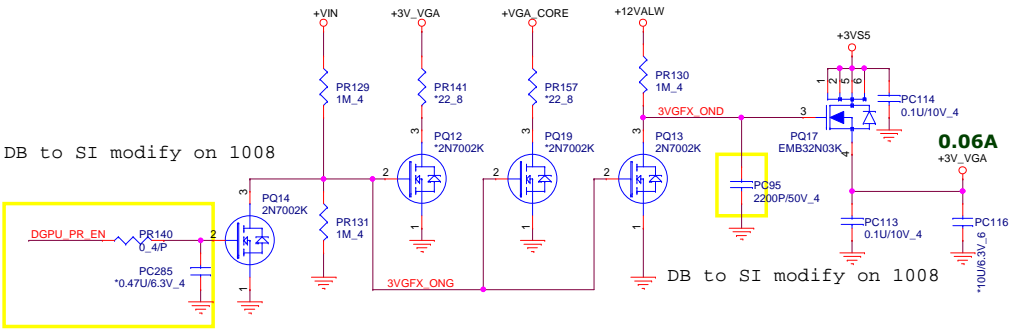 +VIN
+3V_VGA
+VGA_CORE
+12VALW
+3VS5
PR129
1M_4
PR141
*22_8
PR157
*22_8
PR130
1M_4
1
2
5
6
PC114
0.1U/10V_4
3VGFX_OND
3
PQ17
EMB32N03K
4
0.06A
+3V_VGA
DB to SI modify on 1008
3
PQ12
*2N7002K
2
1
3
PQ19
*2N7002K
1
3
PQ13
2N7002K
2
1
PC95
2200P/50V_4
3
PQ14
2N7002K
2
1
PR131
1M_4
DGPU_PR_EN
PR140
0_4/P
PC285
*0.47U/6.3V_4
3VGFX_ONG
PC113
0.1U/10V_4
PC116
*10U/6.3V_6
DB to SI modify on 1008